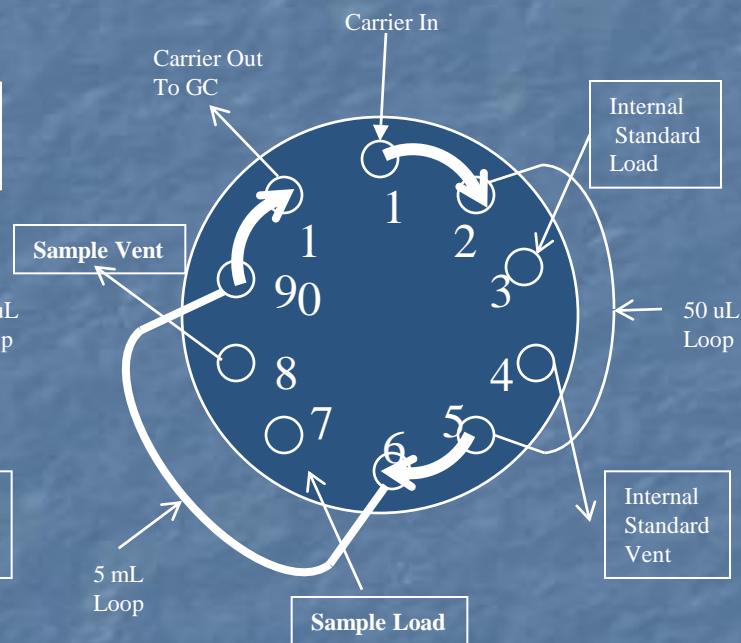 Carrier In
Carrier Out
To GC
Internal
Standard
Load
1
1
2
Sample Vent
3
90
uL
50 uL
Loop
8
4
7
5
6
Internal
Standard
Vent
5 mL
Loop
Sample Load